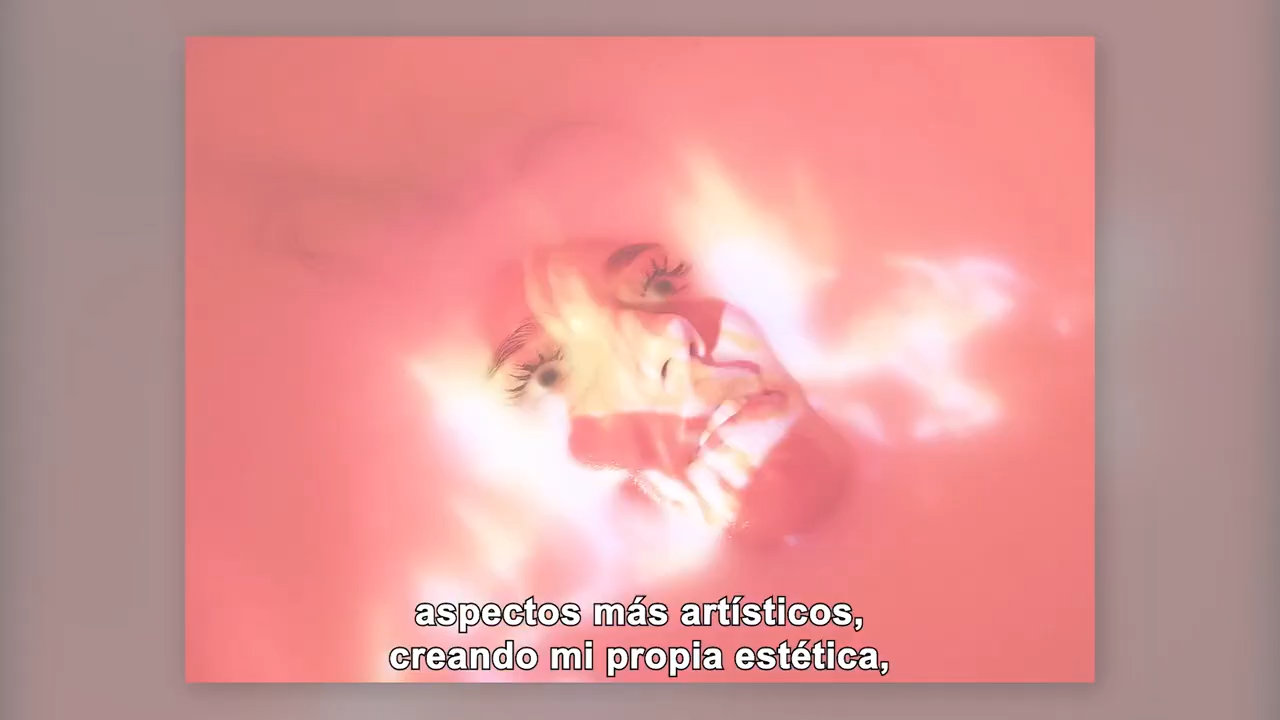 aspectos más artísticos,
creando mi propia estética,